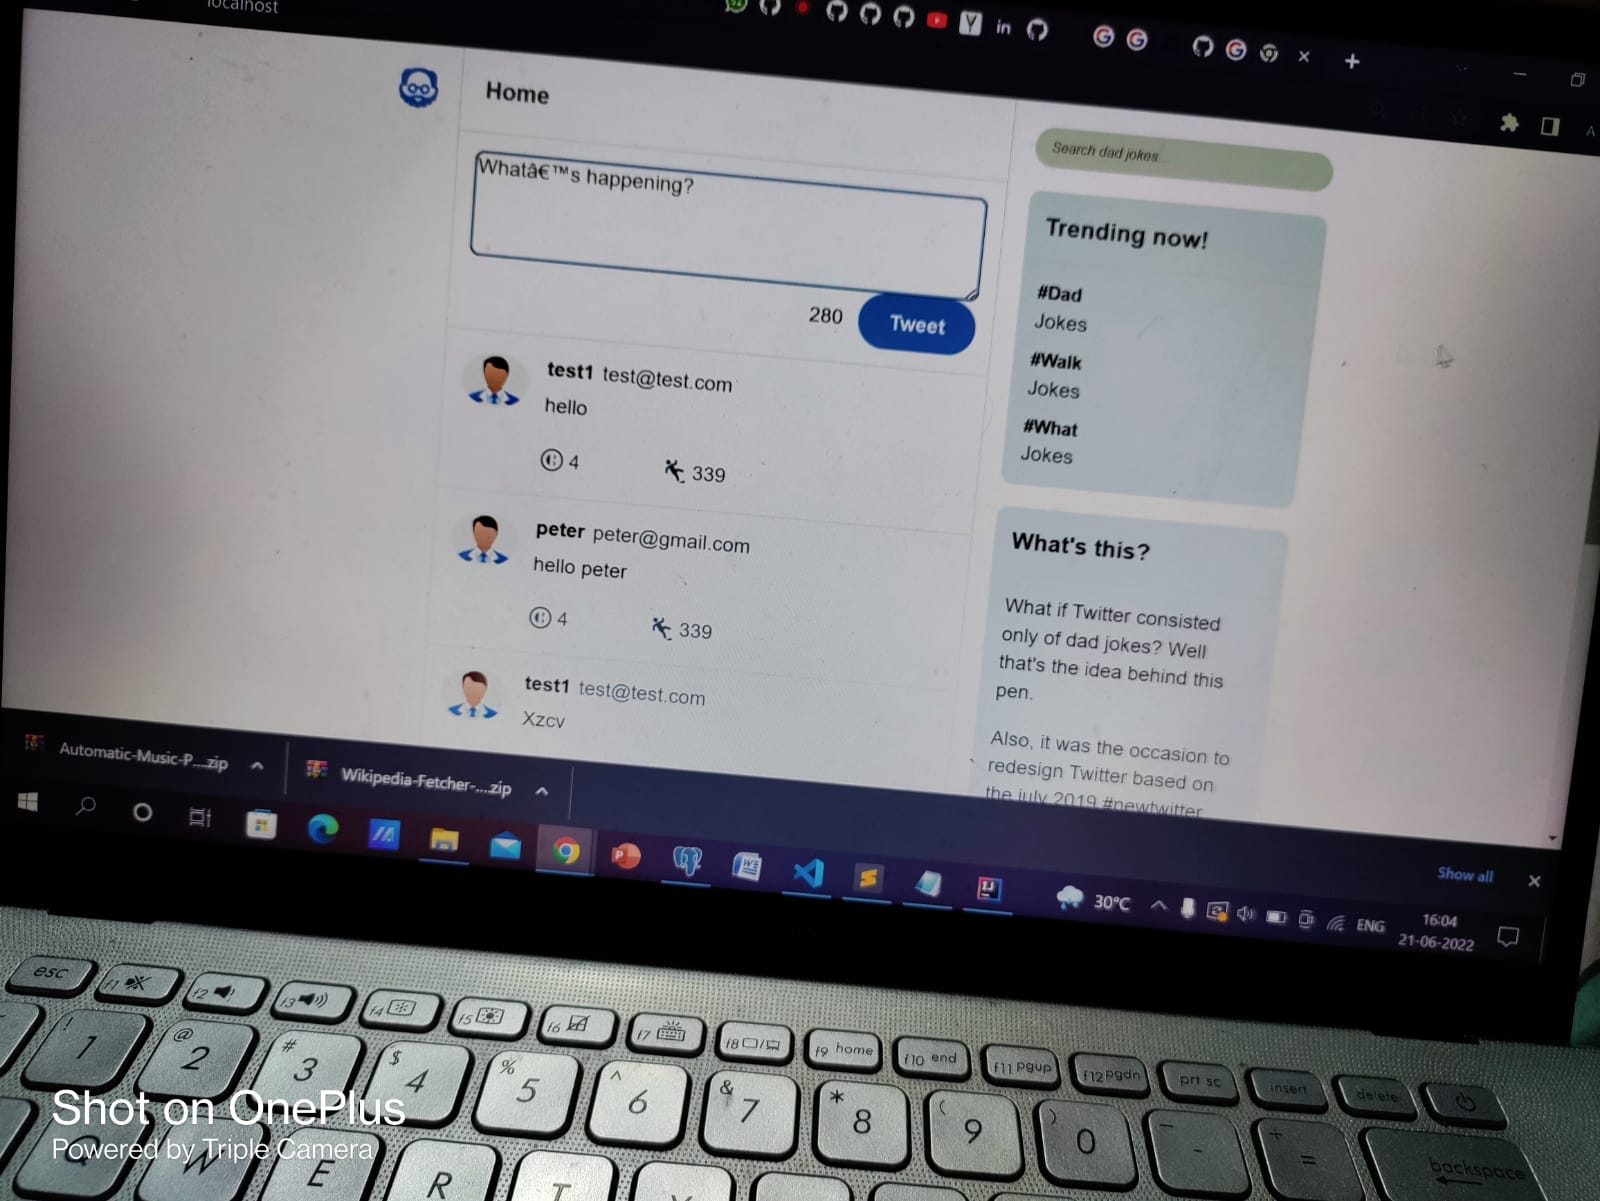 localhost
Home
Whatâ€™s happening?
280
Tweet
test1 test@test.com
hello
4
339
peter peter@gmail.com
hello peter
4
339
test1 test@test.com
Xzcv
Search dad jokes...
Trending now!
#Dad
Jokes
#Walk
Jokes
#What
Jokes
What's this?
What if Twitter consisted
only of dad jokes? Well
that's the idea behind this
pen.
Also, it was the occasion to
redesign Twitter based on
the july 2019 #newtwitter
Automatic-Music-P....zip
Wikipedia-Fetcher-....zip
Show all
30°C
ENG
16:04
21-06-2022
esc
f1
f2
f3
f4
f5
f6
f7
f8
f9 home
f10 end
f11 pgup
f12 pgdn
prt sc
insert
delete
! 1
@ 2
# 3
$ 4
% 5
^ 6
& 7
* 8
( 9
) 0
_ -
+ =
backspace
Q
W
E
R
T
Shot on OnePlus
Powered by Triple Camera